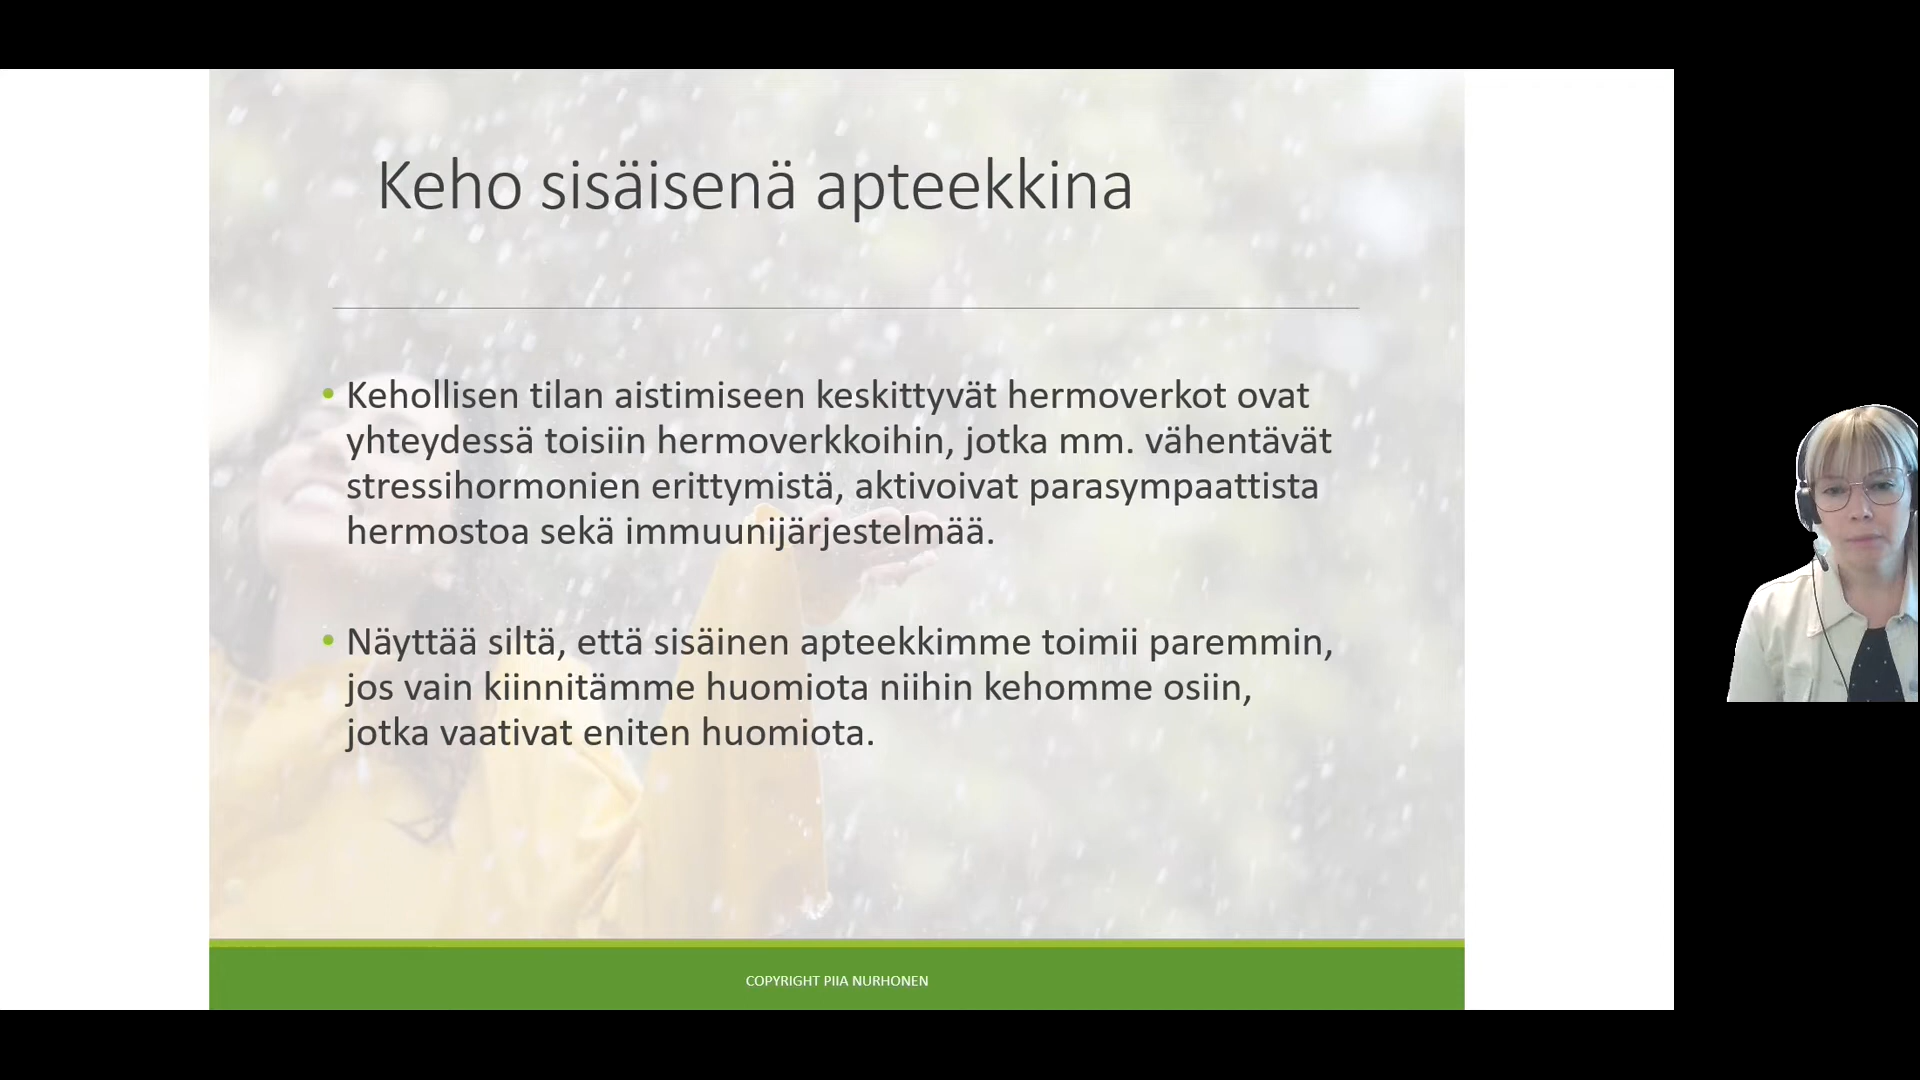 Keho sisäisenä apteekkina
• Kehollisen tilan aistimiseen keskittyvät hermoverkot ovat
yhteydessä toisiin hermoverkkoihin, jotka mm. vähentävät
stressihormonien erittymistä, aktivoivat parasympaattista
hermostoa sekä immuunijärjestelmää.
• Näyttää siltä, että sisäinen apteekkimme toimii paremmin,
jos vain kiinnitämme huomiota niihin kehomme osiin,
jotka vaativat eniten huomiota.
COPYRIGHT PIIA NURHONEN